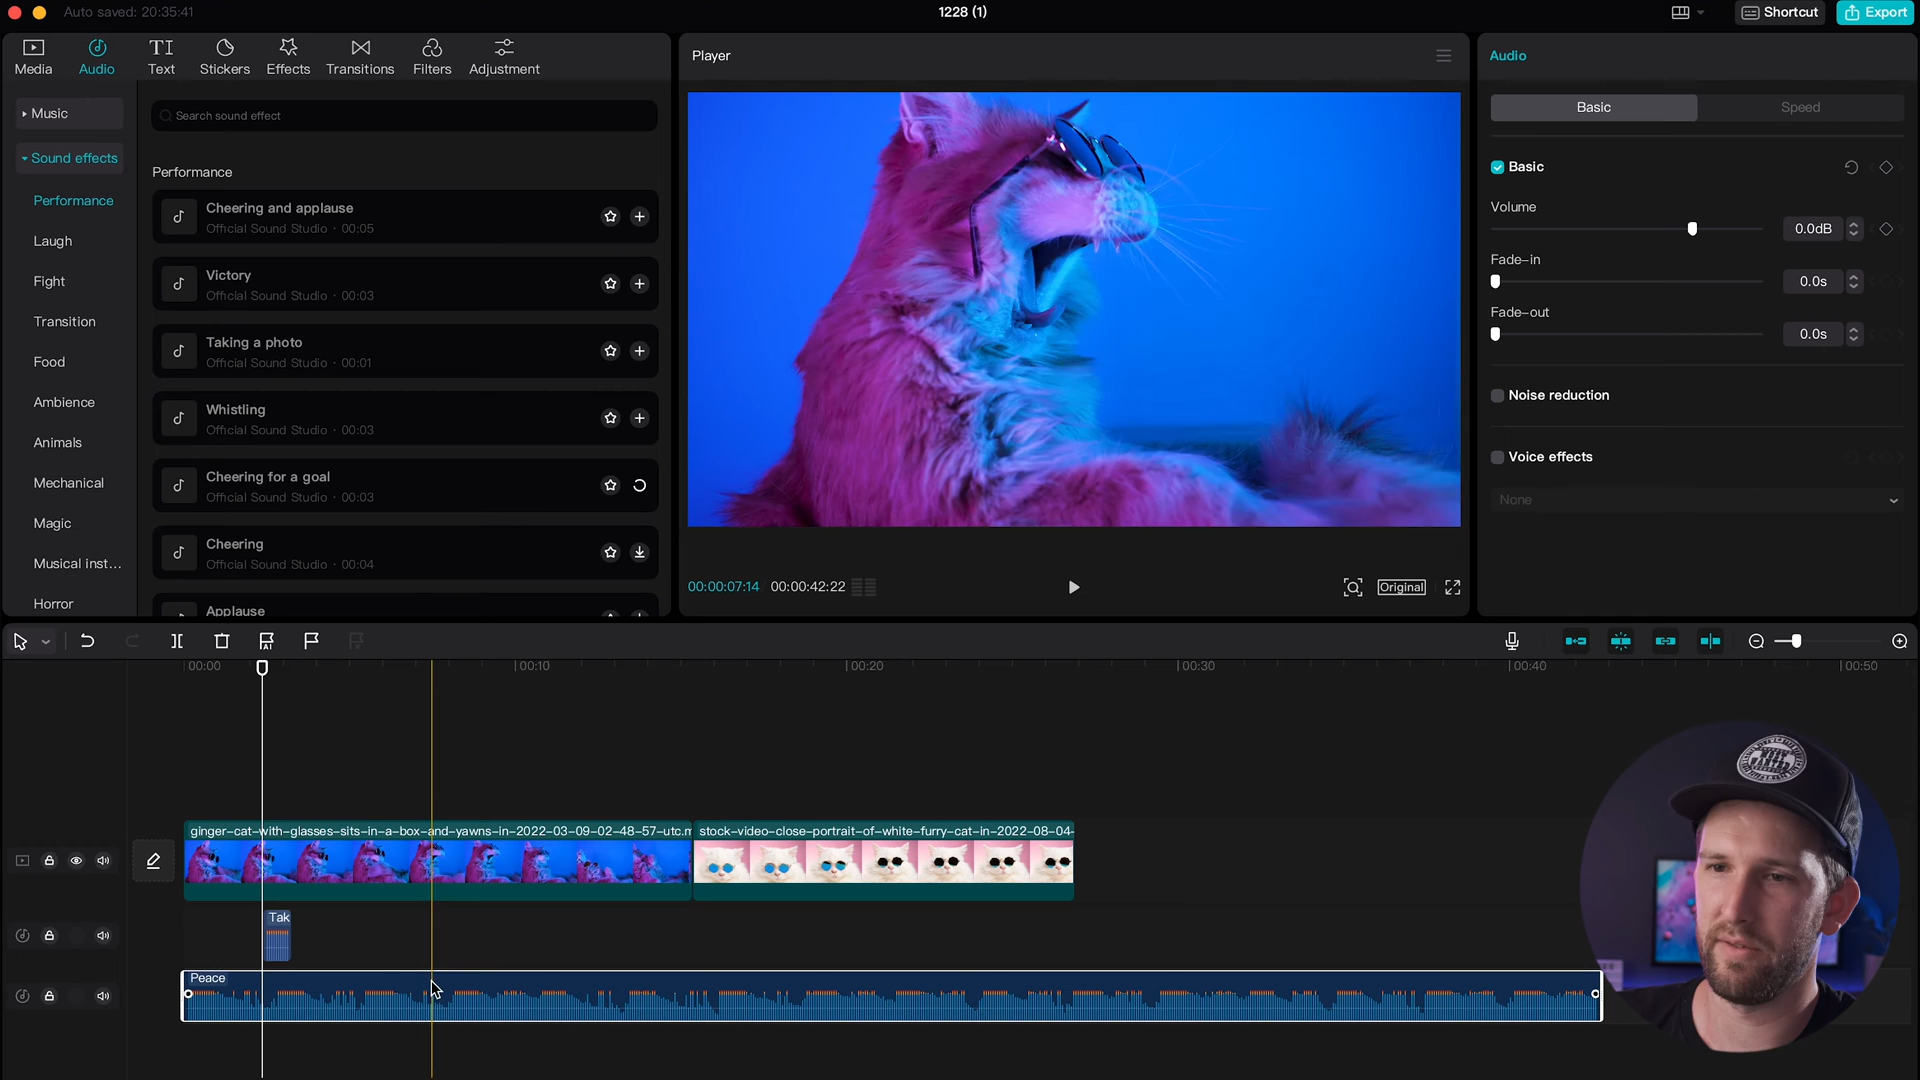 Auto saved: 20:35:41
1228 (1)
Shortcut
Export
Media
Audio
Text
Stickers
Effects
Transitions
Filters
Adjustment
Player
Audio
Music
Sound effects
Performance
Laugh
Fight
Transition
Food
Ambience
Animals
Mechanical
Magic
Musical inst...
Horror
Search sound effect
Performance
Cheering and applause
Official Sound Studio · 00:05
Victory
Official Sound Studio · 00:03
Taking a photo
Official Sound Studio · 00:01
Whistling
Official Sound Studio · 00:03
Cheering for a goal
Official Sound Studio · 00:03
Cheering
Official Sound Studio · 00:04
Applause
00:00:07:14
00:00:42:22
Original
Basic
Speed
Basic
Volume
0.0dB
Fade-in
0.0s
Fade-out
0.0s
Noise reduction
Voice effects
None
00:00
00:10
00:20
00:30
00:40
00:50
ginger-cat-with-glasses-sits-in-a-box-and-yawns-in-2022-03-09-02-48-57-utc.m
stock-video-close-portrait-of-white-furry-cat-in-2022-08-04-
Tak
Peace